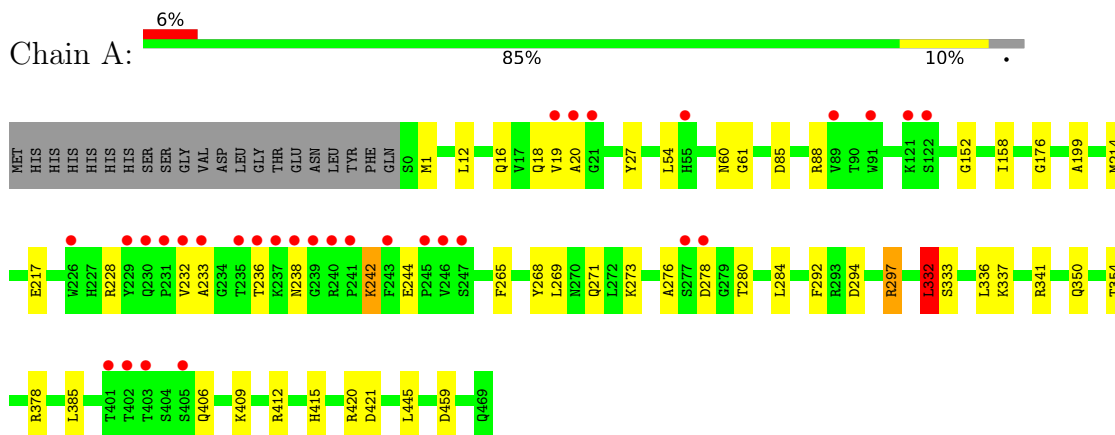 6%
Chain A:
85% 10% •
MET HIS HIS HIS HIS HIS HIS SER SER GLY VAL ASP LEU GLY THR GLU ASN LEU TYR PHE GLN S0 M1 L12 Q16 V17 Q18 V19 A20 G21 Y27 L54 H55 N60 G61 D85 R88 V89 T90 W91 K121 S122 G152 I158 G176 A199 M214
E217 W226 H227 R228 Y229 Q230 P231 V232 A233 G234 T235 T236 K237 N238 G239 R240 P241 K242 F243 E244 P245 V246 S247 F265 Y268 L269 N270 Q271 L272 K273 A276 S277 D278 G279 T280 L284 F292 R293 D294 R297 L332 S333 L336 K337 R341 Q350 T354
R378 L385 T401 T402 T403 S404 S405 Q406 K409 R412 H415 R420 D421 L445 D459 Q469